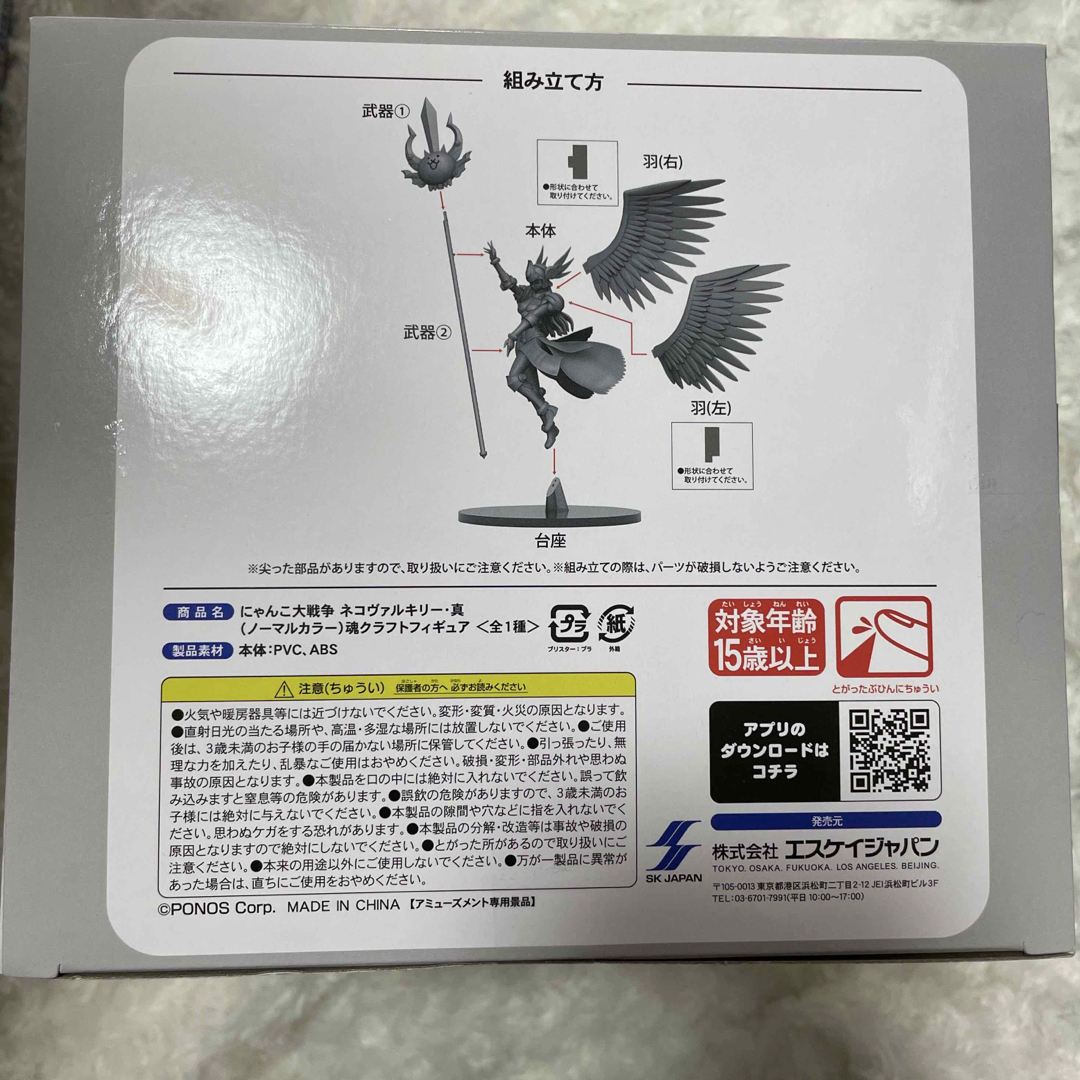 組み立て方
武器①
羽(右)
●形状に合わせて
取り付けてください。
本体
武器②
羽(左)
●形状に合わせて
取り付けてください。
台座
※尖った部品がありますので、取り扱いにご注意ください。※組み立ての際は、パーツが破損しないようご注意ください。
商品名 にゃんこ大戦争 ネコヴァルキリー・真
(ノーマルカラー)魂クラフトフィギュア <全1種>
製品素材 本体:PVC、ABS
プラ
ブリスター:プラ
紙
外箱
たい しょう ねん れい
対象年齢
さい い じょう
15歳以上
とがったぶひんにちゅうい
注意(ちゅうい) 保護者の方へ 必ずお読みください
●火気や暖房器具等には近づけないでください。変形・変質・火災の原因となります。
●直射日光の当たる場所や、高温・多湿な場所には放置しないでください。●ご使用
後は、3歳未満のお子様の手の届かない場所に保管してください。●引っ張ったり、無
理な力を加えたり、乱暴なご使用はおやめください。破損・変形・部品外れや思わぬ
事故の原因となります。●本製品を口の中には絶対に入れないでください。誤って飲
み込みますと窒息等の危険があります。●誤飲の危険がありますので、3歳未満のお
子様には絶対に与えないでください。●本製品の隙間や穴などに指を入れないでく
ださい。思わぬケガをする恐れがあります。●本製品の分解・改造等は事故や破損の
原因となりますので絶対にしないでください。●とがった所があるので取り扱いにご
注意ください。●本来の用途以外にご使用しないでください。●万が一製品に異常が
あった場合は、直ちにご使用をおやめください。
©PONOS Corp. MADE IN CHINA 【アミューズメント専用景品】
アプリの
ダウンロードは
コチラ
発売元
SK JAPAN
株式会社 エスケイジャパン
TOKYO. OSAKA. FUKUOKA. LOS ANGELES. BEIJING.
〒105-0013 東京都港区浜松町二丁目2-12 JEI浜松町ビル3F
TEL:03-6701-7991(平日 10:00〜17:00)